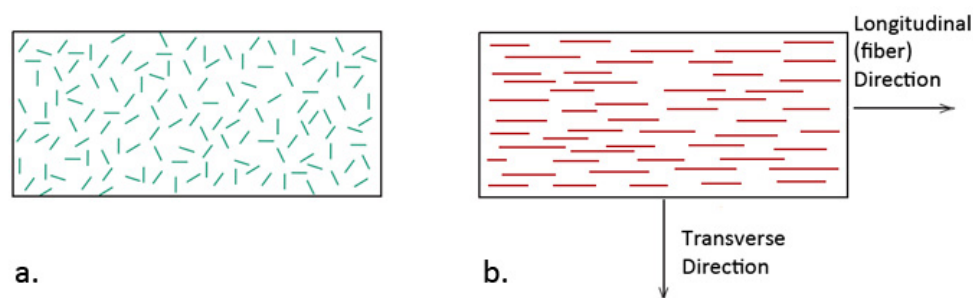 Longitudinal
(fiber)
Direction
Transverse
Direction
a.
b.